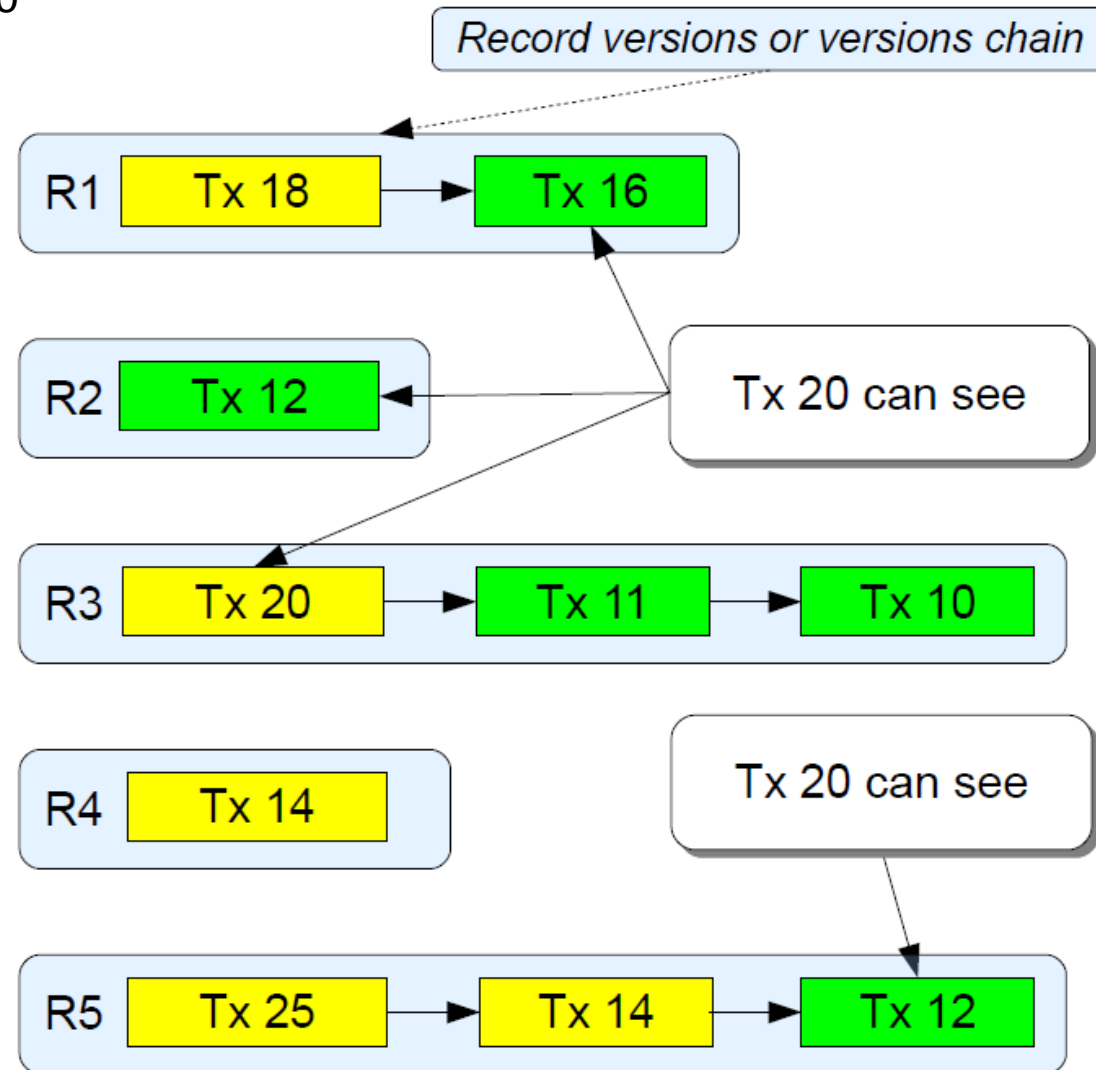 0
Record versions or versions chain
R1 Tx 18 Tx 16
R2 Tx 12 Tx 20 can see
R3 Tx 20 Tx 11 Tx 10
R4 Tx 14 Tx 20 can see
R5 Tx 25 Tx 14 Tx 12